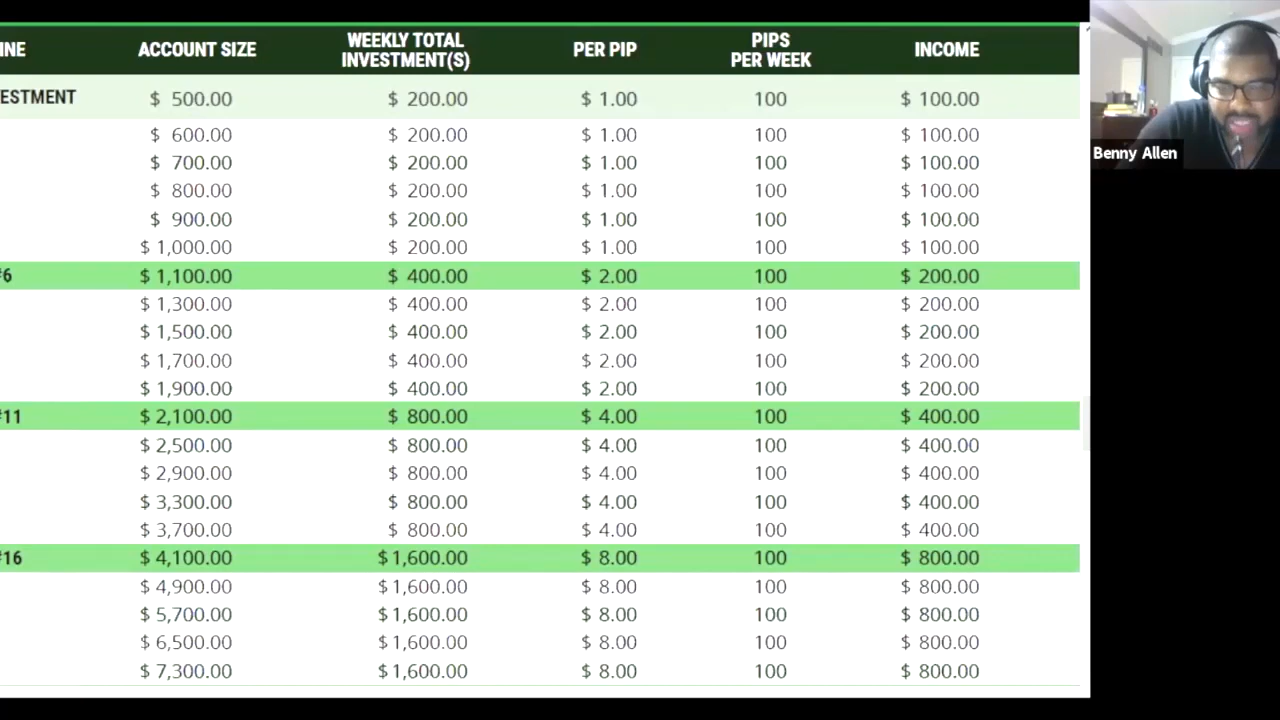 INE ACCOUNT SIZE WEEKLY TOTAL INVESTMENT(S) PER PIP PIPS PER WEEK INCOME
ESTMENT $ 500.00 $ 200.00 $ 1.00 100 $ 100.00
$ 600.00 $ 200.00 $ 1.00 100 $ 100.00
$ 700.00 $ 200.00 $ 1.00 100 $ 100.00
$ 800.00 $ 200.00 $ 1.00 100 $ 100.00
$ 900.00 $ 200.00 $ 1.00 100 $ 100.00
$ 1,000.00 $ 200.00 $ 1.00 100 $ 100.00
#6 $ 1,100.00 $ 400.00 $ 2.00 100 $ 200.00
$ 1,300.00 $ 400.00 $ 2.00 100 $ 200.00
$ 1,500.00 $ 400.00 $ 2.00 100 $ 200.00
$ 1,700.00 $ 400.00 $ 2.00 100 $ 200.00
$ 1,900.00 $ 400.00 $ 2.00 100 $ 200.00
#11 $ 2,100.00 $ 800.00 $ 4.00 100 $ 400.00
$ 2,500.00 $ 800.00 $ 4.00 100 $ 400.00
$ 2,900.00 $ 800.00 $ 4.00 100 $ 400.00
$ 3,300.00 $ 800.00 $ 4.00 100 $ 400.00
$ 3,700.00 $ 800.00 $ 4.00 100 $ 400.00
#16 $ 4,100.00 $ 1,600.00 $ 8.00 100 $ 800.00
$ 4,900.00 $ 1,600.00 $ 8.00 100 $ 800.00
$ 5,700.00 $ 1,600.00 $ 8.00 100 $ 800.00
$ 6,500.00 $ 1,600.00 $ 8.00 100 $ 800.00
$ 7,300.00 $ 1,600.00 $ 8.00 100 $ 800.00
Benny Allen